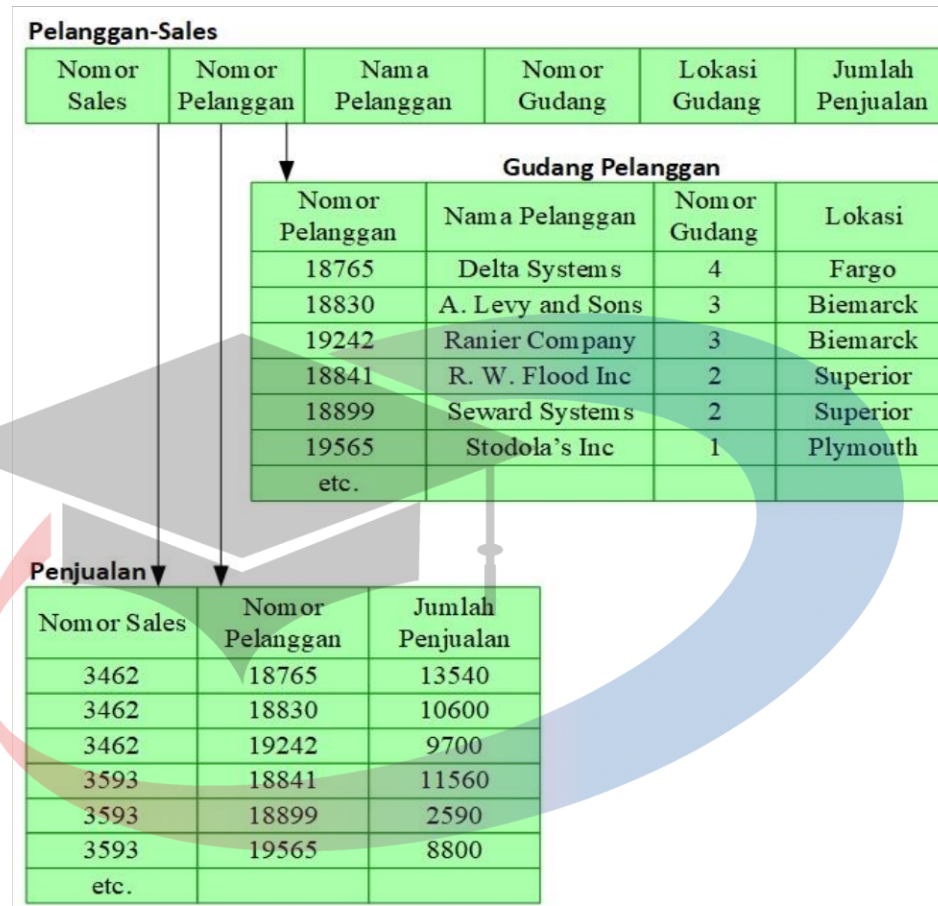 Pelanggan-Sales
Nomor Sales Nomor Pelanggan Nama Pelanggan Nomor Gudang Lokasi Gudang Jumlah Penjualan
Gudang Pelanggan
Nomor Pelanggan Nama Pelanggan Nomor Gudang Lokasi
18765 Delta Systems 4 Fargo
18830 A. Levy and Sons 3 Biemarck
19242 Ranier Company 3 Biemarck
18841 R. W. Flood Inc 2 Superior
18899 Seward Systems 2 Superior
19565 Stodola's Inc 1 Plymouth
etc.
Penjualan
Nomor Sales Nomor Pelanggan Jumlah Penjualan
3462 18765 13540
3462 18830 10600
3462 19242 9700
3593 18841 11560
3593 18899 2590
3593 19565 8800
etc.